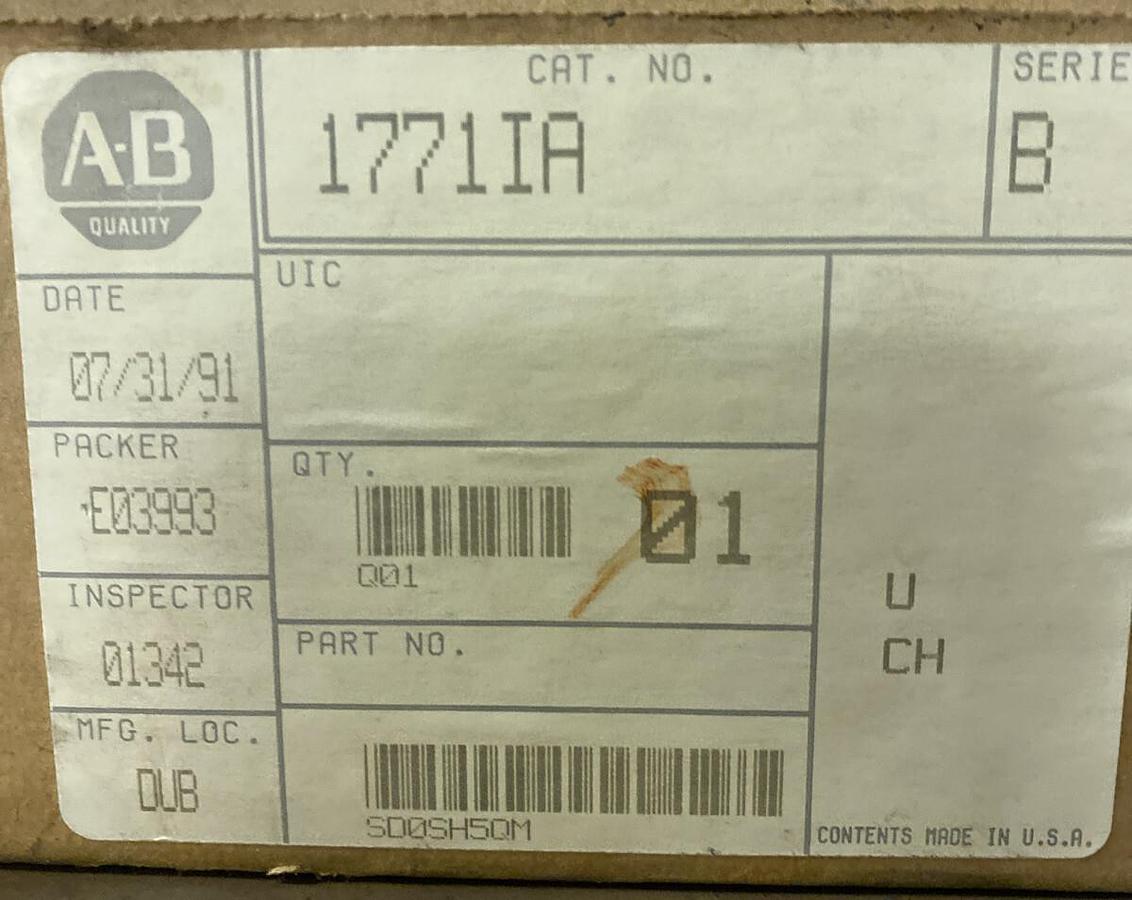 A-B
QUALITY
CAT. NO.
1771IA
SERIE
B
DATE
07/31/91
PACKER
E03993
INSPECTOR
01342
MFG. LOC.
DUB
UIC
QTY.
01
Q01
PART NO.
SD0SH5QM
U
CH
CONTENTS MADE IN U.S.A.